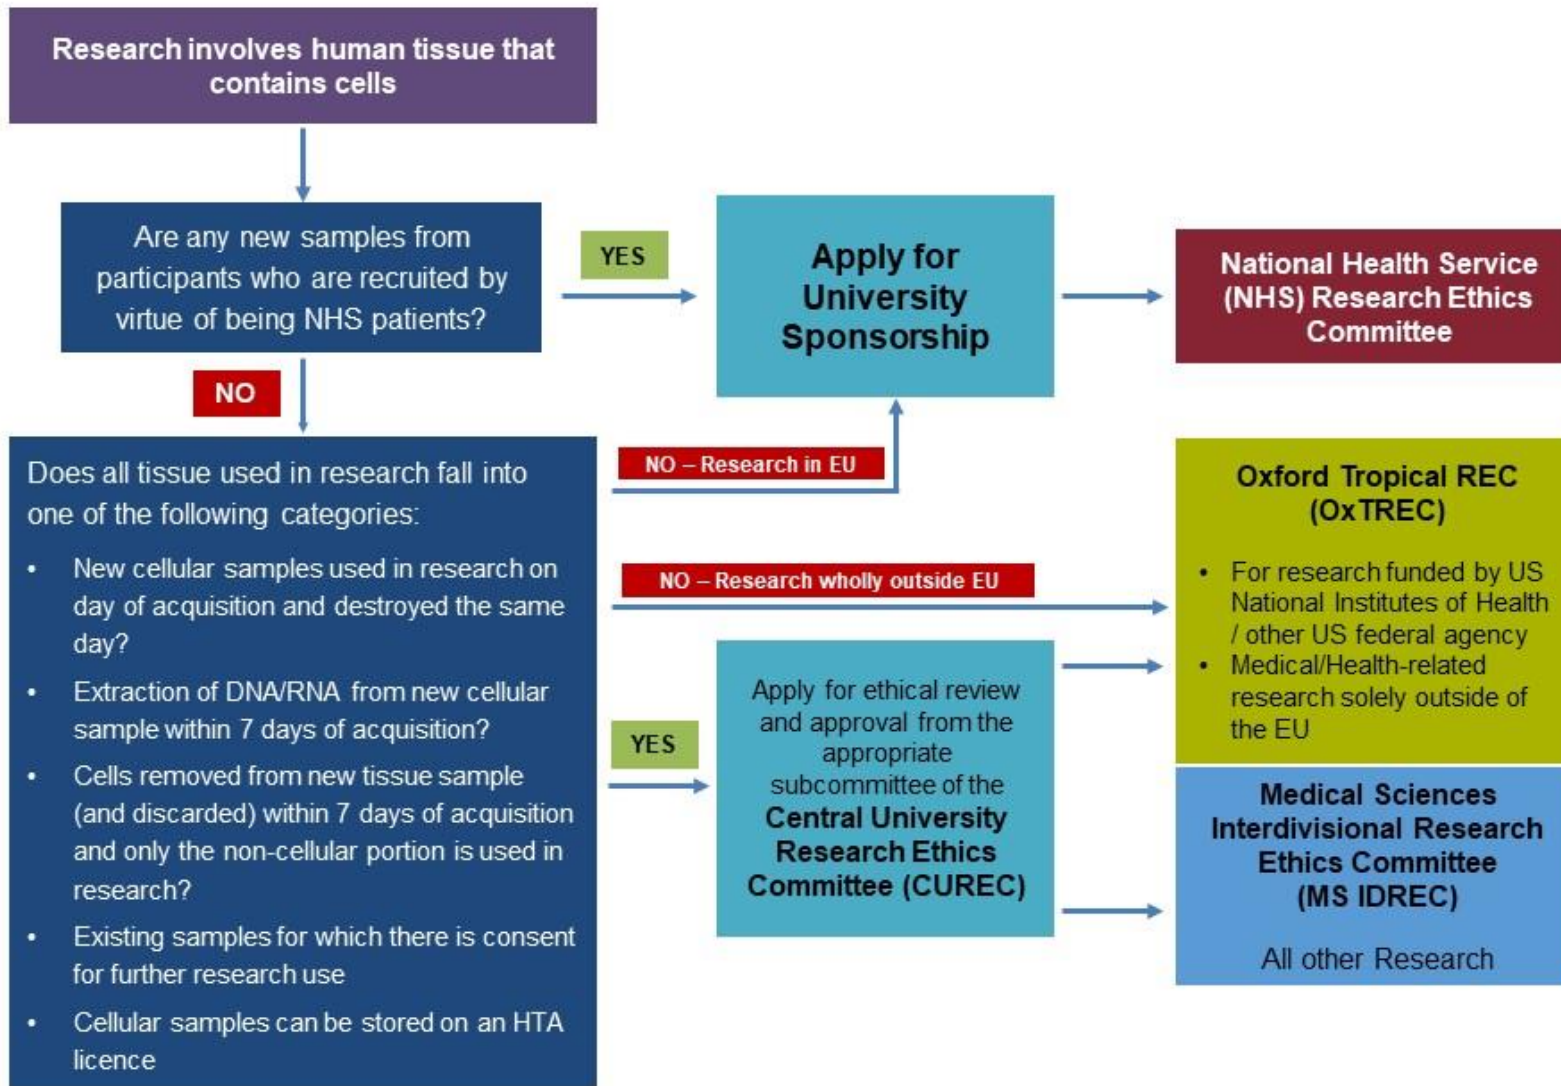 Research involves human tissue that
contains cells
Are any new samples from
participants who are recruited by
virtue of being NHS patients?
YES
Apply for
University
Sponsorship
National Health Service
(NHS) Research Ethics
Committee
NO
Does all tissue used in research fall into
one of the following categories:
• New cellular samples used in research on
day of acquisition and destroyed the same
day?
• Extraction of DNA/RNA from new cellular
sample within 7 days of acquisition?
• Cells removed from new tissue sample
(and discarded) within 7 days of acquisition
and only the non-cellular portion is used in
research?
• Existing samples for which there is consent
for further research use
• Cellular samples can be stored on an HTA
licence
NO – Research in EU
NO – Research wholly outside EU
YES
Apply for ethical review
and approval from the
appropriate
subcommittee of the
Central University
Research Ethics
Committee (CUREC)
Oxford Tropical REC
(OxTREC)
• For research funded by US
National Institutes of Health
/ other US federal agency
• Medical/Health-related
research solely outside of
the EU
Medical Sciences
Interdivisional Research
Ethics Committee
(MS IDREC)
All other Research